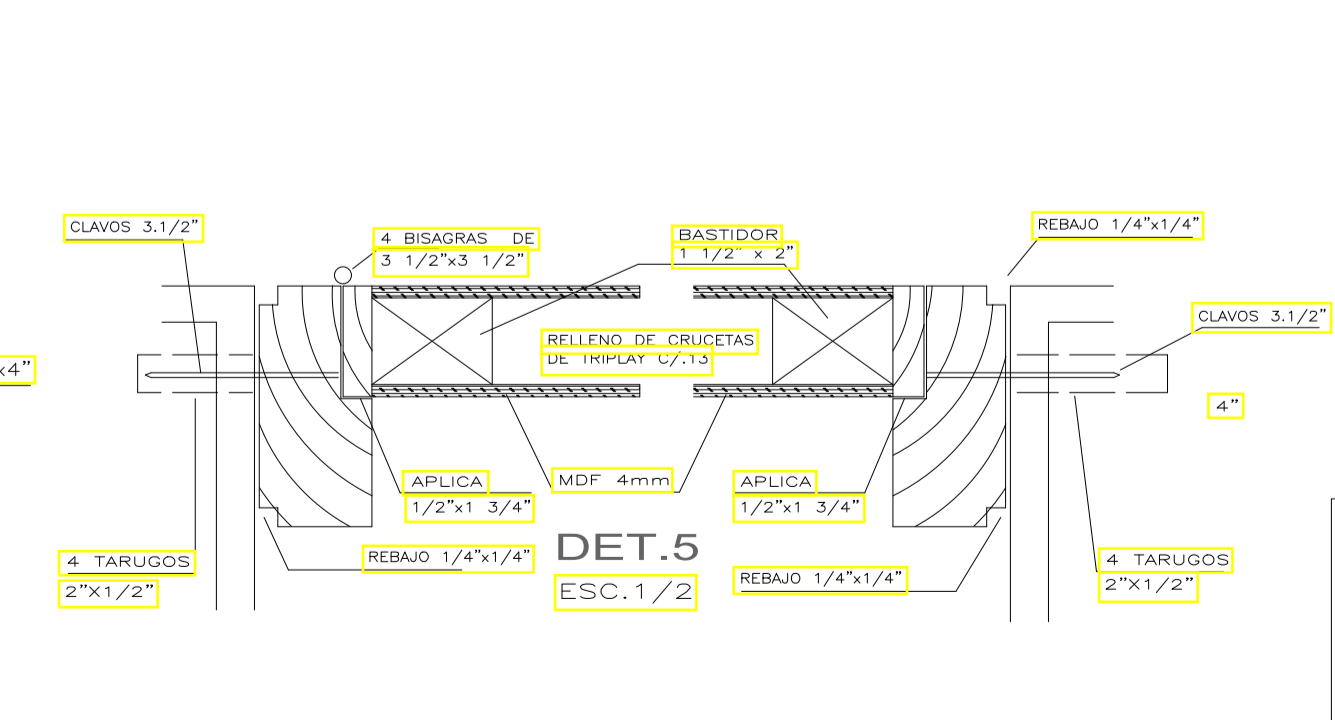 CLAVOS 3.1/2"
4 BISAGRAS DE
3 1/2"x3 1/2"
BASTIDOR
1 1/2" x 2"
REBAJO 1/4"x1/4"
CLAVOS 3.1/2"
RELLENO DE CRUCETAS
DE TRIPLAY C/.13
x4"
4"
APLICA
1/2"x1 3/4"
MDF 4mm
APLICA
1/2"x1 3/4"
DET.5
ESC.1/2
REBAJO 1/4"x1/4"
REBAJO 1/4"x1/4"
4 TARUGOS
2"X1/2"
4 TARUGOS
2"X1/2"